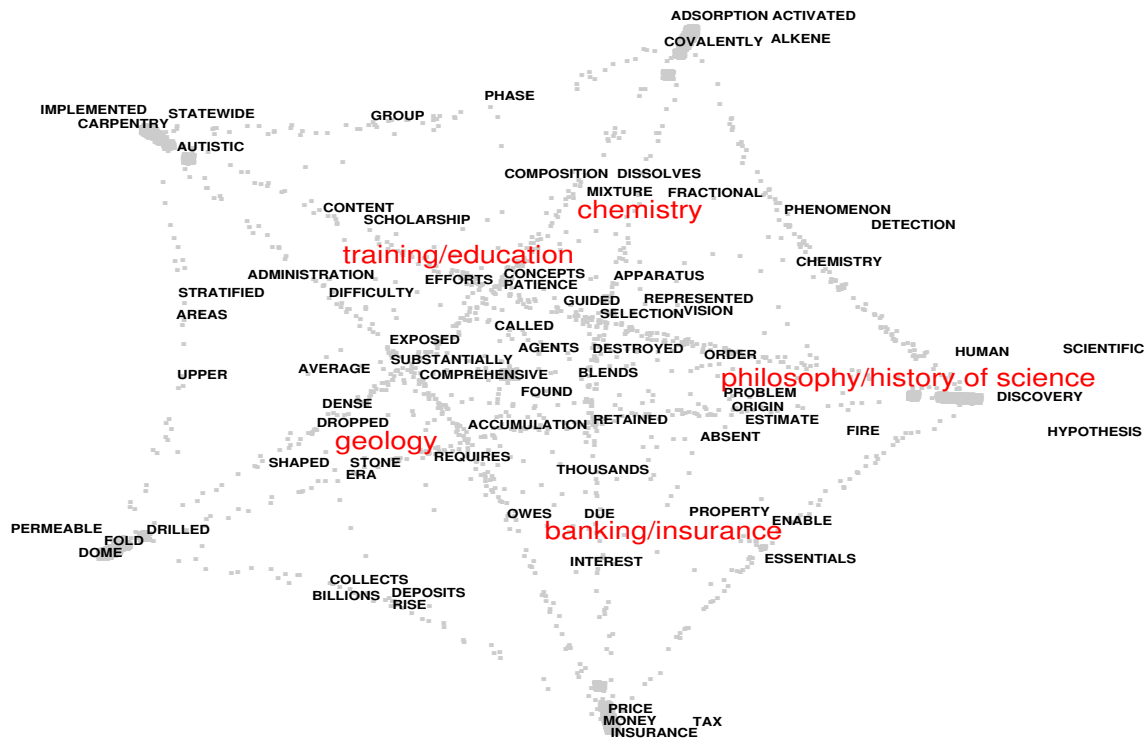 ADSORPTION ACTIVATED
COVALENTLY ALKENE
PHASE
IMPLEMENTED STATEWIDE GROUP
CARPENTRY
AUTISTIC
COMPOSITION DISSOLVES
MIXTURE FRACTIONAL
chemistry
CONTENT
SCHOLARSHIP
PHENOMENON
DETECTION
training/education
CHEMISTRY
ADMINISTRATION EFFORTS CONCEPTS APPARATUS
PATIENCE
STRATIFIED DIFFICULTY GUIDED REPRESENTED
SELECTION VISION
AREAS
CALLED
EXPOSED AGENTS DESTROYED ORDER HUMAN SCIENTIFIC
SUBSTANTIALLY
UPPER AVERAGE COMPREHENSIVE BLENDS
philosophy/history of science
FOUND PROBLEM DISCOVERY
DENSE ORIGIN
DROPPED ACCUMULATION RETAINED ESTIMATE
geology ABSENT FIRE HYPOTHESIS
SHAPED STONE REQUIRES
ERA THOUSANDS
OWES DUE PROPERTY ENABLE
PERMEABLE DRILLED
banking/insurance
FOLD
DOME
INTEREST ESSENTIALS
COLLECTS
BILLIONS DEPOSITS
RISE
PRICE
MONEY TAX
INSURANCE